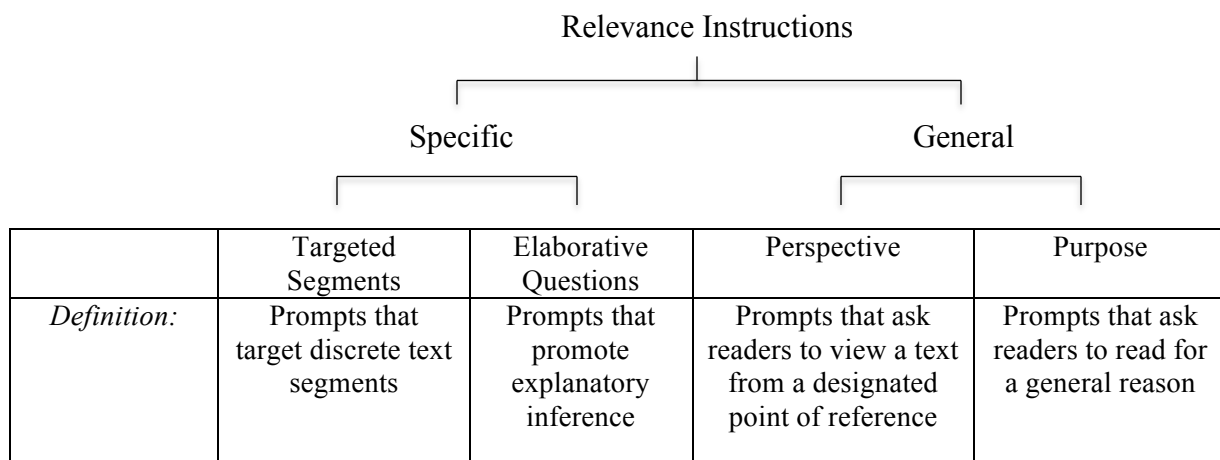 Relevance Instructions
Specific
General
Targeted
Segments
Elaborative
Questions
Perspective
Purpose
Definition:
Prompts that
target discrete text
segments
Prompts that
promote
explanatory
inference
Prompts that ask
readers to view a text
from a designated
point of reference
Prompts that ask
readers to read for
a general reason